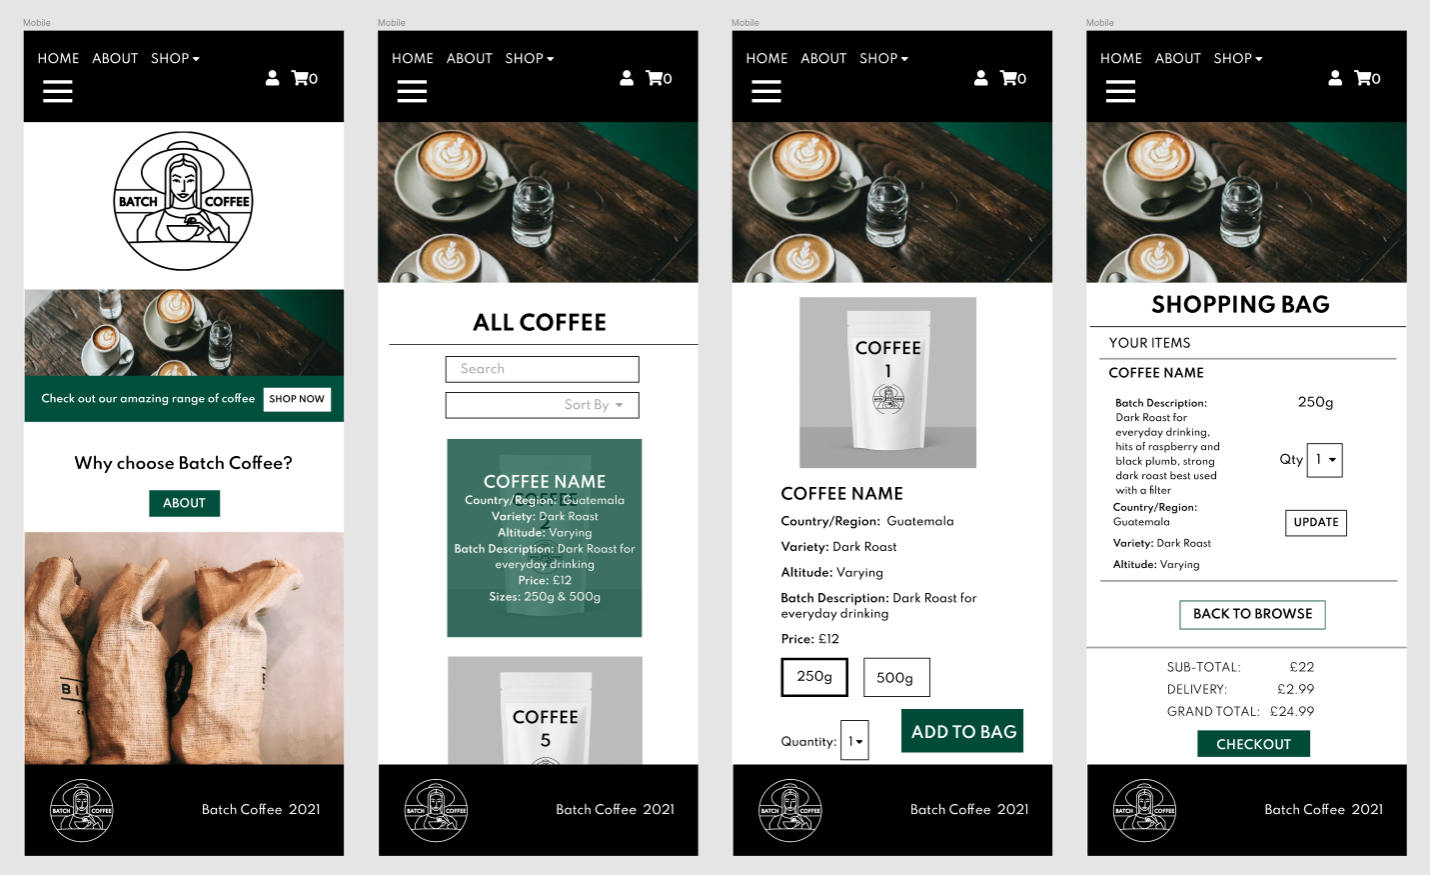 Mobile
HOME ABOUT SHOP
0
BATCH COFFEE
Check out our amazing range of coffee SHOP NOW
Why choose Batch Coffee?
ABOUT
BATCH COFFEE
Batch Coffee 2021
Mobile
HOME ABOUT SHOP
0
ALL COFFEE
Search
Sort By
COFFEE NAME
COFFEE
2
Country/Region: Guatemala
Variety: Dark Roast
Altitude: Varying
Batch Description: Dark Roast for
everyday drinking
Price: £12
Sizes: 250g & 500g
COFFEE
5
BATCH COFFEE
Batch Coffee 2021
Mobile
HOME ABOUT SHOP
0
COFFEE
1
COFFEE NAME
Country/Region: Guatemala
Variety: Dark Roast
Altitude: Varying
Batch Description: Dark Roast for
everyday drinking
Price: £12
250g 500g
Quantity: 1 ADD TO BAG
BATCH COFFEE
Batch Coffee 2021
Mobile
HOME ABOUT SHOP
0
SHOPPING BAG
YOUR ITEMS
COFFEE NAME
Batch Description:
Dark Roast for
everyday drinking,
hits of raspberry and
black plumb, strong
dark roast best used
with a filter
Country/Region:
Guatemala
Variety: Dark Roast
Altitude: Varying
250g
Qty 1
UPDATE
BACK TO BROWSE
SUB-TOTAL: £22
DELIVERY: £2.99
GRAND TOTAL: £24.99
CHECKOUT
BATCH COFFEE
Batch Coffee 2021